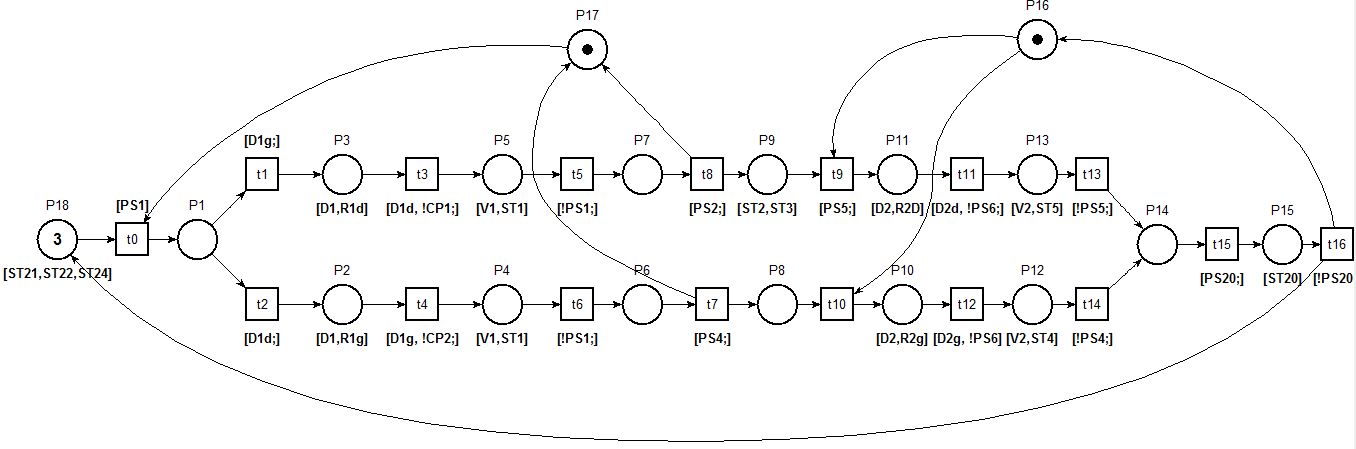 P17
P16
[D1g;]
P3
P5
P7
P9
P11
P13
t1
t3
t5
t8
t9
t11
t13
P18
[PS1]
P1
[D1,R1d]
[D1d, !CP1;]
[V1,ST1]
[!PS1;]
[PS2;]
[ST2,ST3]
[PS5;]
[D2,R2D]
[D2d, !PS6;]
[V2,ST5]
[!PS5;]
P14
P15
3
t0
t15
t16
[ST21,ST22,ST24]
P2
P4
P6
P8
P10
P12
[PS20;]
[ST20]
[!PS20
t2
t4
t6
t7
t10
t12
t14
[D1d;]
[D1,R1g]
[D1g, !CP2;]
[V1,ST1]
[!PS1;]
[PS4;]
[D2,R2g]
[D2g, !PS6]
[V2,ST4]
[!PS4;]